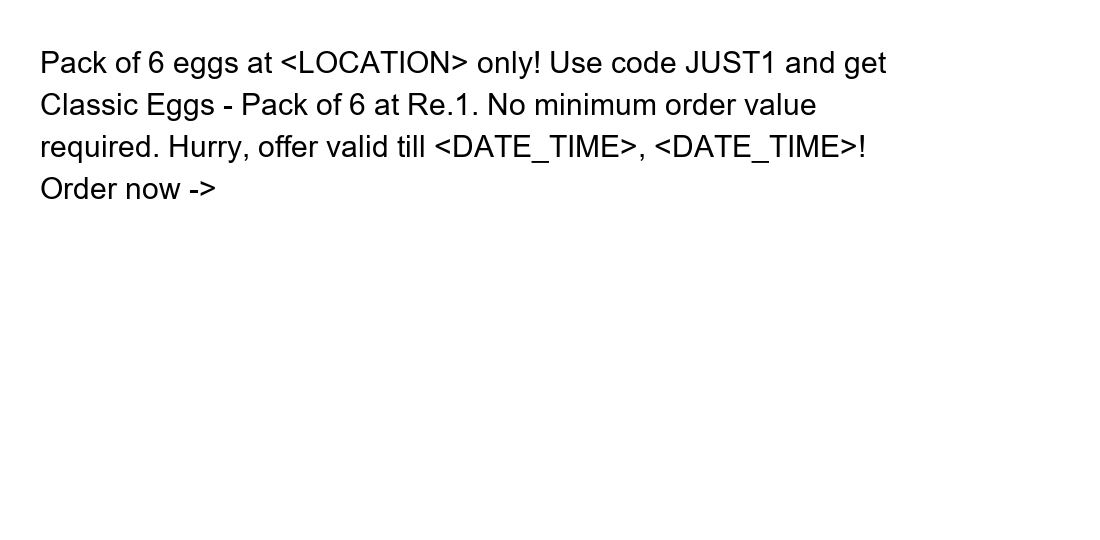 Pack of 6 eggs at <LOCATION> only! Use code JUST1 and get
Classic Eggs - Pack of 6 at Re.1. No minimum order value
required. Hurry, offer valid till <DATE_TIME>, <DATE_TIME>!
Order now ->